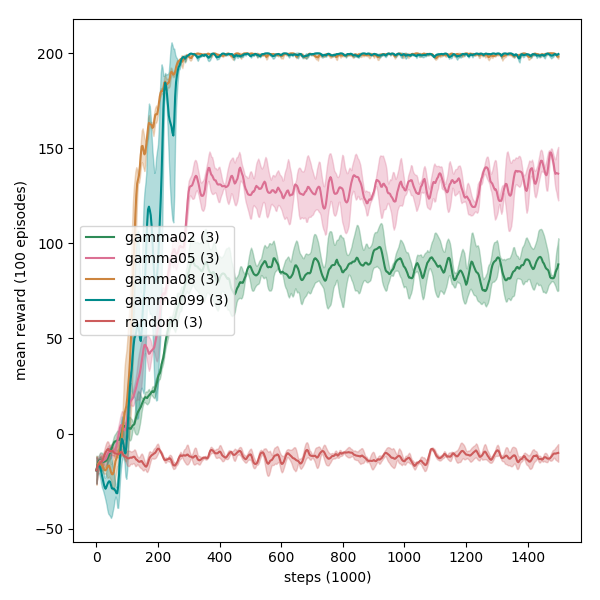 200
150
100
50
0
−50
mean reward (100 episodes)
gamma02 (3)
gamma05 (3)
gamma08 (3)
gamma099 (3)
random (3)
0 200 400 600 800 1000 1200 1400
steps (1000)